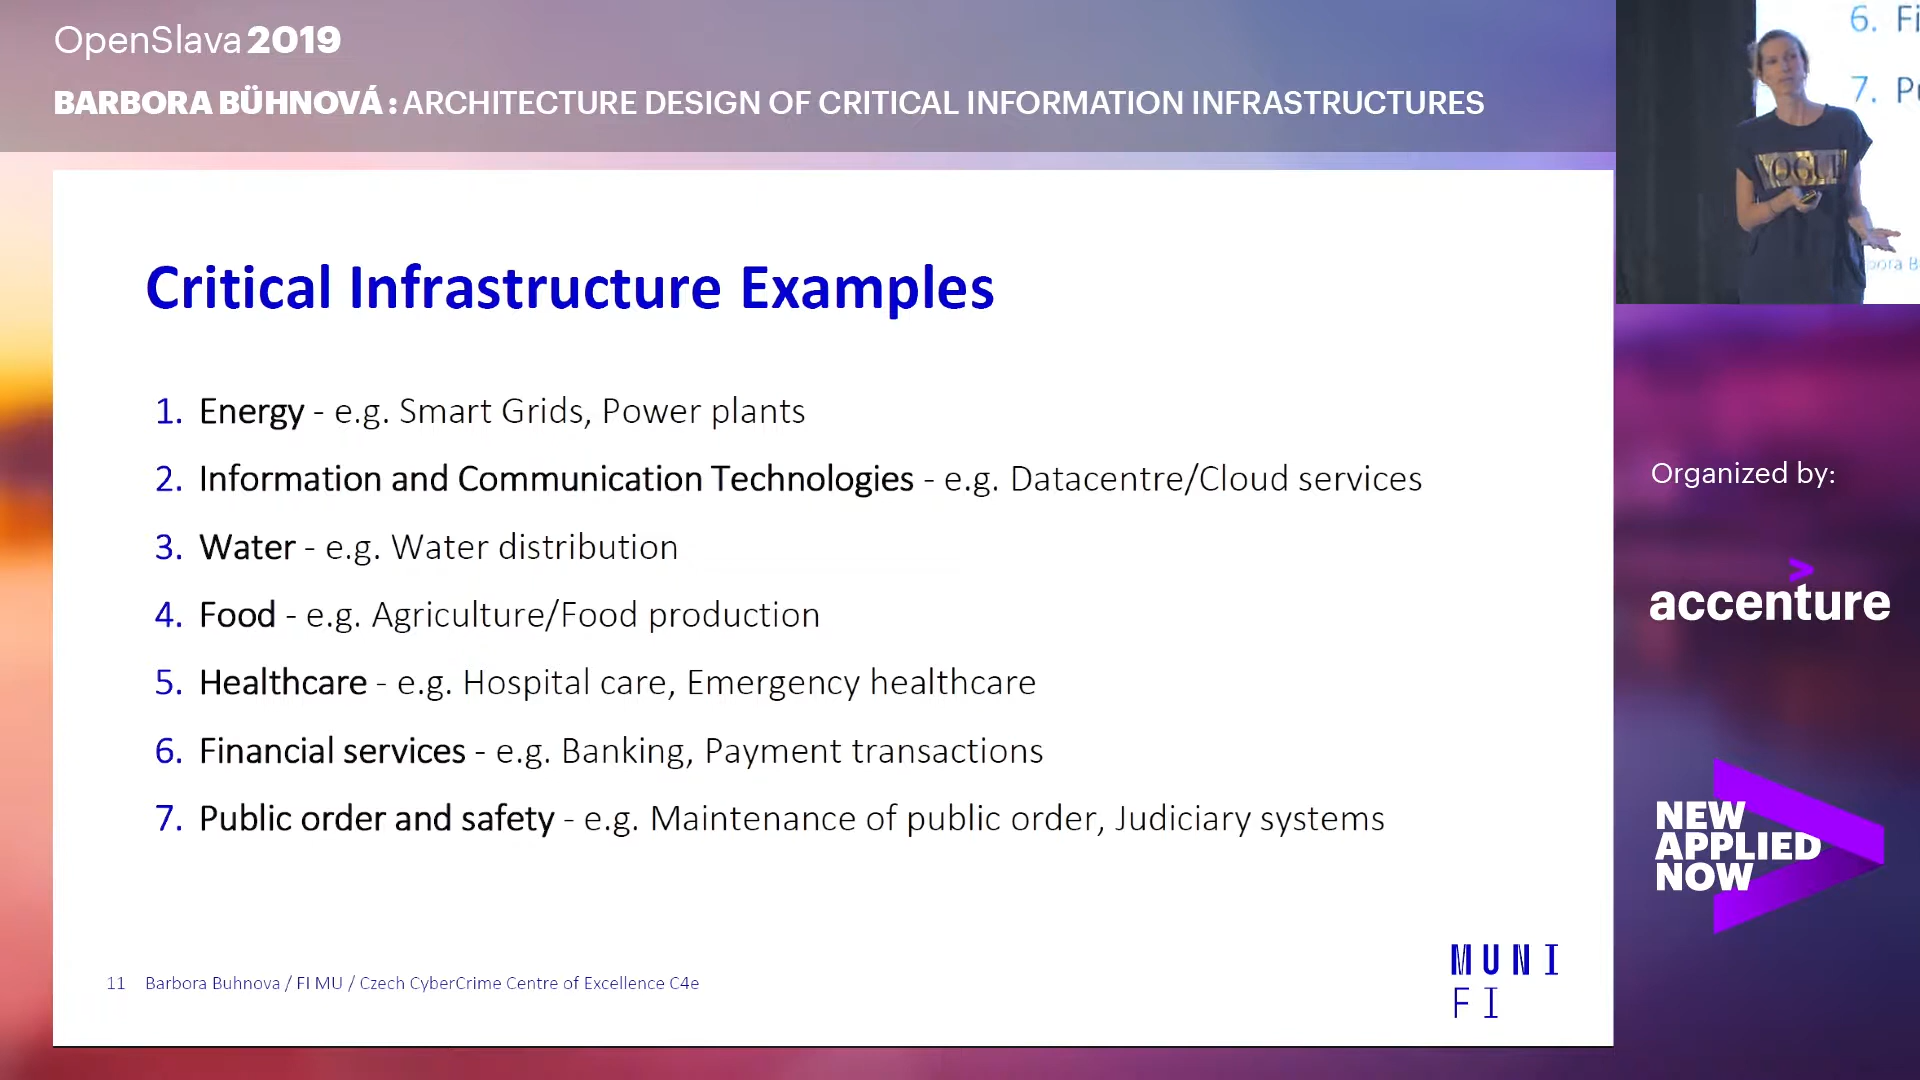 OpenSlava 2019
BARBORA BÜHNOVÁ : ARCHITECTURE DESIGN OF CRITICAL INFORMATION INFRASTRUCTURES
6. Fi
7. Pu
VOGUE
bora B
Critical Infrastructure Examples
1. Energy - e.g. Smart Grids, Power plants
2. Information and Communication Technologies - e.g. Datacentre/Cloud services
3. Water - e.g. Water distribution
4. Food - e.g. Agriculture/Food production
5. Healthcare - e.g. Hospital care, Emergency healthcare
6. Financial services - e.g. Banking, Payment transactions
7. Public order and safety - e.g. Maintenance of public order, Judiciary systems
11 Barbora Buhnova / FI MU / Czech CyberCrime Centre of Excellence C4e
MUNI
FI
Organized by:
accenture
NEW
APPLIED
NOW